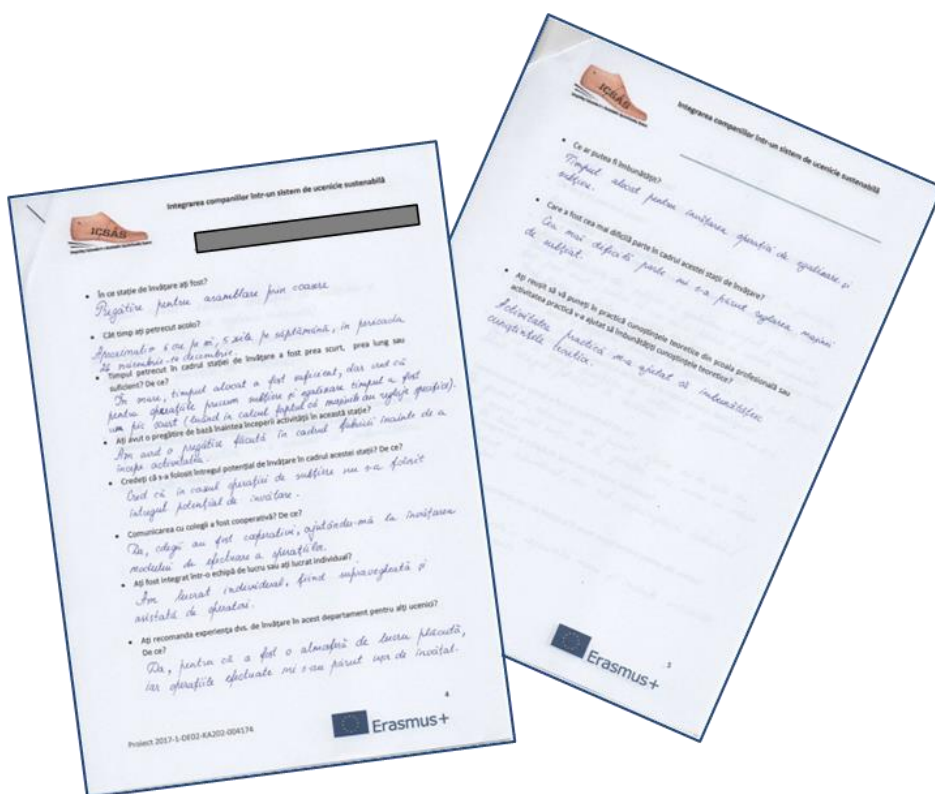 ICSAS
Integrarea companiilor într-un sistem de ucenicie sustenabilă
• În ce stație de învățare ați fost?
Pregătire pentru asamblare prin coasere
• Cât timp ați petrecut acolo?
Aproximativ 6 ore pe zi, 5 zile pe săptămână, în perioada
26 noiembrie - decembrie.
• Timpul petrecut în cadrul stației de învățare a fost prea scurt, prea lung sau
suficient? De ce?
În mare, timpul alocat a fost suficient, dar cred că
pentru operațiile precum subțiere și egalizare timpul a fost
un pic scurt (luând în calcul faptul că mașinile au reglaje specifice).
• Ați avut o pregătire de bază înaintea începerii activității în această stație?
Am avut o pregătire făcută în cadrul fabricii înainte de a
începe activitatea.
• Credeți că s-a folosit întregul potențial de învățare în cadrul acestei stații? De ce?
Cred că în cazul operației de subțiere nu s-a folosit
întregul potențial de învățare.
• Comunicarea cu colegii a fost cooperativă? De ce?
Da, colegii au fost cooperativi, ajutându-mă la învățarea
modului de efectuare a operațiilor.
• Ați fost integrat într-o echipă de lucru sau ați lucrat individual?
Am lucrat individual, fiind supravegheată și
asistată de operatori.
• Ați recomanda experiența dvs. de învățare în acest departament pentru alți ucenici?
De ce?
Da, pentru că a fost o atmosferă de lucru plăcută,
iar operațiile efectuate mi s-au părut ușor de învățat.
4
Proiect 2017-1-DE02-KA202-004174
Erasmus+
ICSAS
Integrarea companiilor într-un sistem de ucenicie sustenabilă
• Ce ar putea fi îmbunătățit?
Timpul alocat pentru învățarea operației de egalizare și
subțiere.
• Care a fost cea mai dificilă parte în cadrul acestei stații de învățare?
Cea mai dificilă parte mi s-a părut reglarea mașinii
de subțiat.
• Ați reușit să vă puneți în practică cunoștințele teoretice din școala profesională sau
activitatea practică v-a ajutat să îmbunătățiți cunoștințele teoretice?
Activitatea practică m-a ajutat să îmbunătățesc
cunoștințele teoretice.
5
Erasmus+